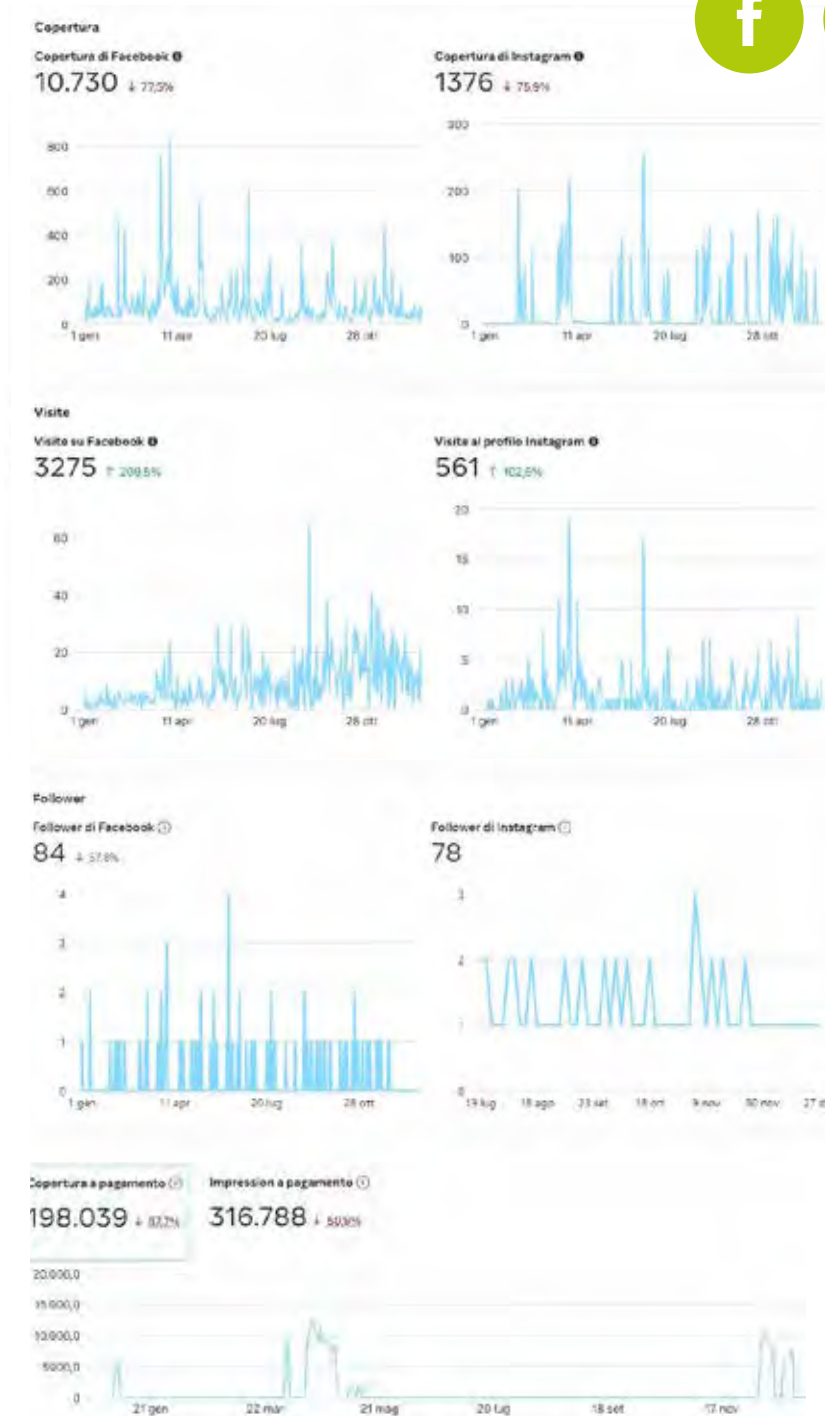 f
Copertura
Copertura di Facebook
10.730 ↓ 77,5%
800
600
400
200
0
1 gen 11 apr 20 lug 28 ott
Copertura di Instagram
1376 ↓ 75,9%
300
200
100
0
1 gen 11 apr 20 lug 28 ott
Visite
Visite su Facebook
3275 ↑
60
40
20
0
1 gen 11 apr 20 lug 28 ott
Visite al profilo Instagram
561 ↑ 102,6%
20
15
10
5
0
1 gen 11 apr 20 lug 28 ott
Follower
Follower di Facebook
84 ↓ 57,8%
4
3
2
1
0
1 gen 11 apr 20 lug 28 ott
Follower di Instagram
78
3
2
1
0
19 lug 18 ago 23 set 18 ott 9 nov 30 nov 27
Copertura a pagamento
198.039 ↓
Impression a pagamento
316.788 ↓
20.000,0
15.000,0
10.000,0
5000,0
0
21 gen 22 mar 21 mag 20 lug 18 set 17 nov